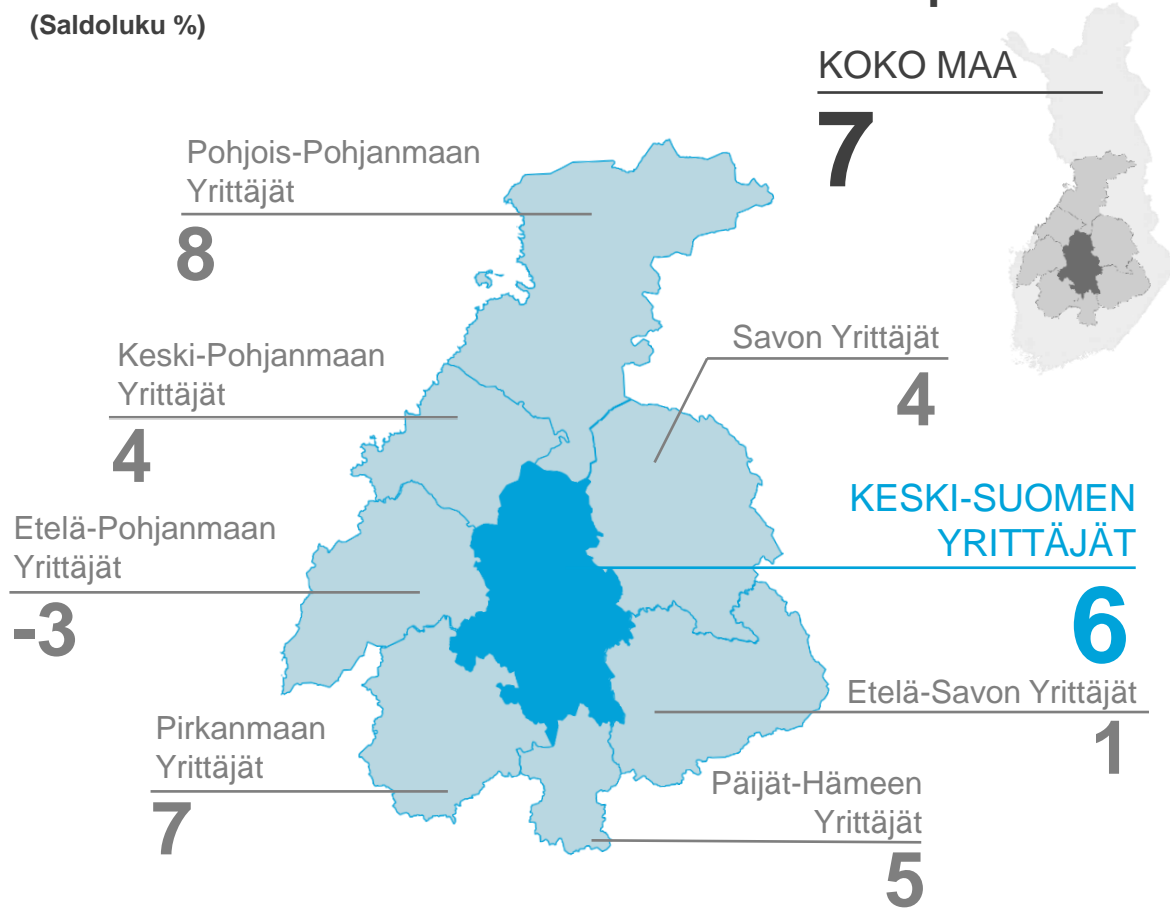 (Saldoluku %)
KOKO MAA
7
Pohjois-Pohjanmaan
Yrittäjät
8
Keski-Pohjanmaan
Yrittäjät
4
Savon Yrittäjät
4
Etelä-Pohjanmaan
Yrittäjät
-3
KESKI-SUOMEN
YRITTÄJÄT
6
Etelä-Savon Yrittäjät
1
Pirkanmaan
Yrittäjät
7
Päijät-Hämeen
Yrittäjät
5